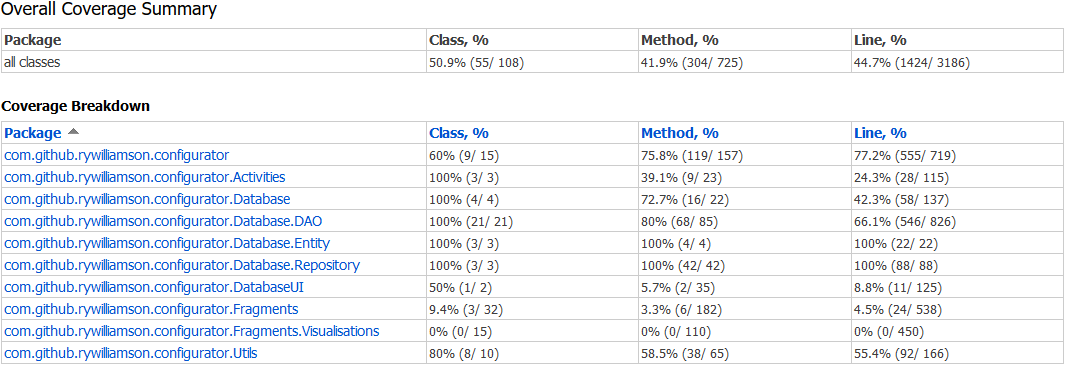 Overall Coverage Summary
Package Class, % Method, % Line, %
all classes 50.9% (55/ 108) 41.9% (304/ 725) 44.7% (1424/ 3186)
Coverage Breakdown
Package Class, % Method, % Line, %
com.github.rywilliamson.configurator 60% (9/ 15) 75.8% (119/ 157) 77.2% (555/ 719)
com.github.rywilliamson.configurator.Activities 100% (3/ 3) 39.1% (9/ 23) 24.3% (28/ 115)
com.github.rywilliamson.configurator.Database 100% (4/ 4) 72.7% (16/ 22) 42.3% (58/ 137)
com.github.rywilliamson.configurator.Database.DAO 100% (21/ 21) 80% (68/ 85) 66.1% (546/ 826)
com.github.rywilliamson.configurator.Database.Entity 100% (3/ 3) 100% (4/ 4) 100% (22/ 22)
com.github.rywilliamson.configurator.Database.Repository 100% (3/ 3) 100% (42/ 42) 100% (88/ 88)
com.github.rywilliamson.configurator.DatabaseUI 50% (1/ 2) 5.7% (2/ 35) 8.8% (11/ 125)
com.github.rywilliamson.configurator.Fragments 9.4% (3/ 32) 3.3% (6/ 182) 4.5% (24/ 538)
com.github.rywilliamson.configurator.Fragments.Visualisations 0% (0/ 15) 0% (0/ 110) 0% (0/ 450)
com.github.rywilliamson.configurator.Utils 80% (8/ 10) 58.5% (38/ 65) 55.4% (92/ 166)